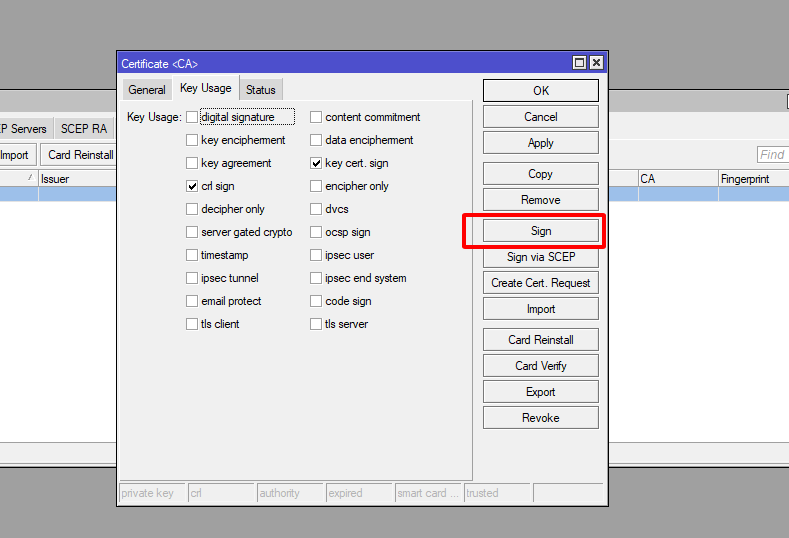 Certificate <CA>
General Key Usage Status
Key Usage: digital signature content commitment
key encipherment data encipherment
key agreement key cert. sign
crl sign encipher only
decipher only dvcs
server gated crypto ocsp sign
timestamp ipsec user
ipsec tunnel ipsec end system
email protect code sign
tls client tls server
OK
Cancel
Apply
Copy
Remove
Sign
Sign via SCEP
Create Cert. Request
Import
Card Reinstall
Card Verify
Export
Revoke
private key crl authority expired smart card ... trusted
EP Servers SCEP RA
Import Card Reinstall
Find
Issuer CA Fingerprint